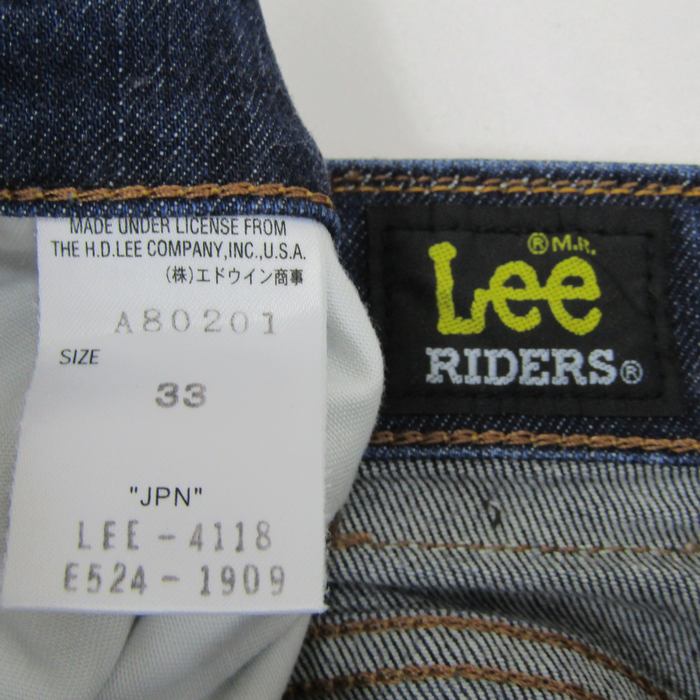 MADE UNDER LICENSE FROM
THE H.D.LEE COMPANY,INC.,U.S.A.
(株)エドウイン商事
A80201
SIZE
33
"JPN"
LEE-4118
E524-1909
® M.R.
Lee
RIDERS®